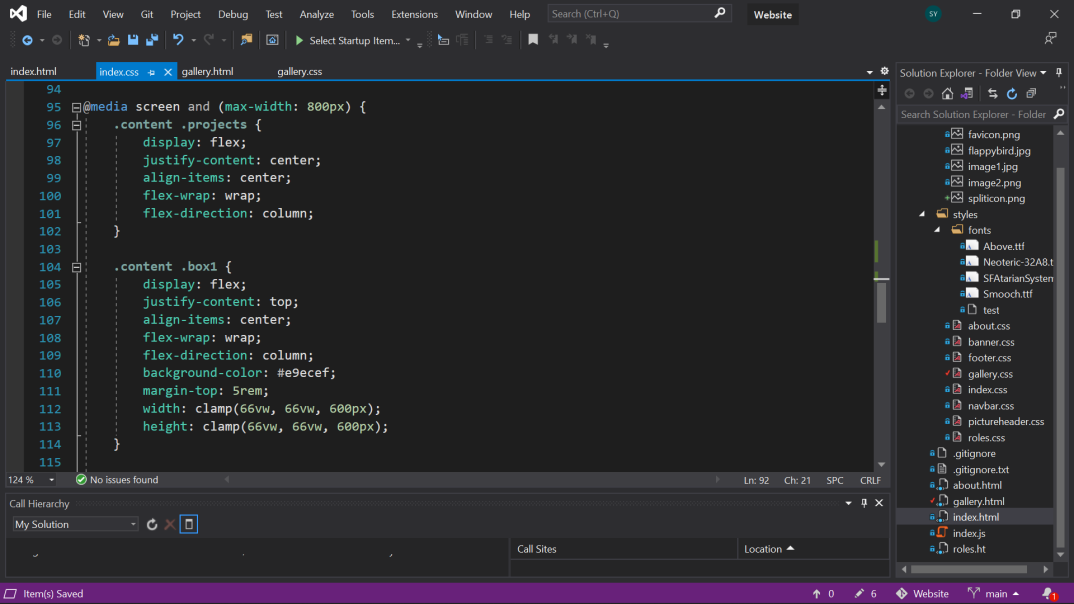 File Edit View Git Project Debug Test Analyze Tools Extensions Window Help Search (Ctrl+Q) Website SY
Select Startup Item...
index.html index.css gallery.html gallery.css
94
95 @media screen and (max-width: 800px) {
96 .content .projects {
97 display: flex;
98 justify-content: center;
99 align-items: center;
100 flex-wrap: wrap;
101 flex-direction: column;
102 }
103
104 .content .box1 {
105 display: flex;
106 justify-content: top;
107 align-items: center;
108 flex-wrap: wrap;
109 flex-direction: column;
110 background-color: #e9ecef;
111 margin-top: 5rem;
112 width: clamp(66vw, 66vw, 600px);
113 height: clamp(66vw, 66vw, 600px);
114 }
115
124 % No issues found Ln: 92 Ch: 21 SPC CRLF
Call Hierarchy
My Solution
Call Sites Location
Solution Explorer - Folder View
Search Solution Explorer - Folder
favicon.png
flappybird.jpg
image1.jpg
image2.png
spliticon.png
styles
fonts
Above.ttf
Neoteric-32A8.t
SFAtarianSystem
Smooch.ttf
test
about.css
banner.css
footer.css
gallery.css
index.css
navbar.css
pictureheader.css
roles.css
.gitignore
.gitignore.txt
about.html
gallery.html
index.html
index.js
roles.ht
Item(s) Saved 0 6 Website main 1